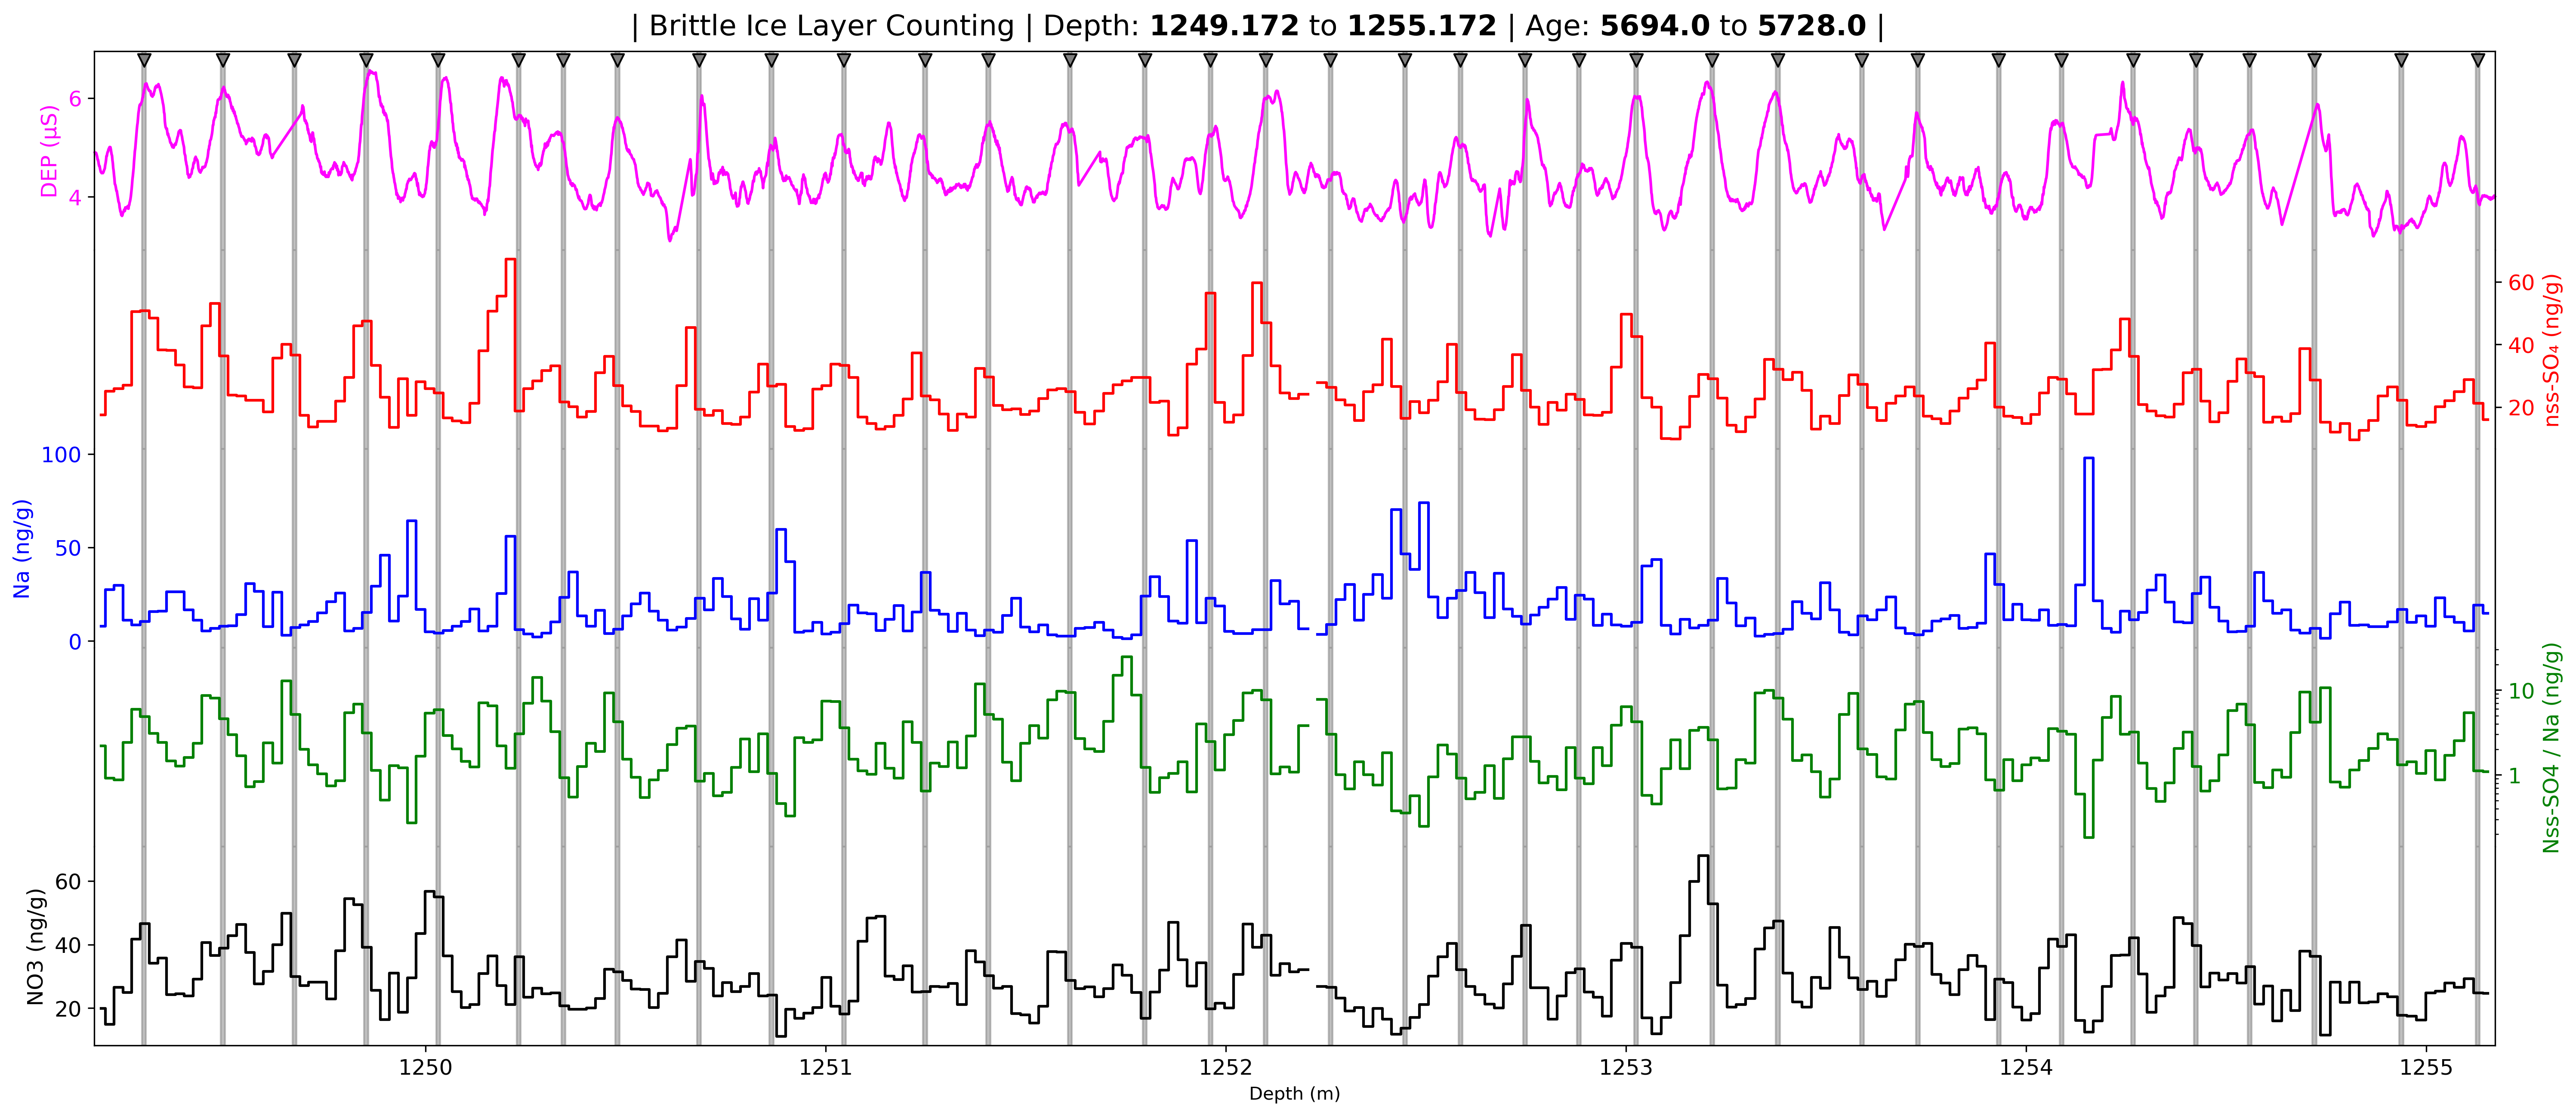 | Brittle Ice Layer Counting | Depth: 1249.172 to 1255.172 | Age: 5694.0 to 5728.0 |
DEP (µS)
6
4
nss-SO₄ (ng/g)
60
40
20
Na (ng/g)
100
50
0
Nss-SO4 / Na (ng/g)
10
1
NO3 (ng/g)
60
40
20
1250 1251 1252 1253 1254 1255
Depth (m)